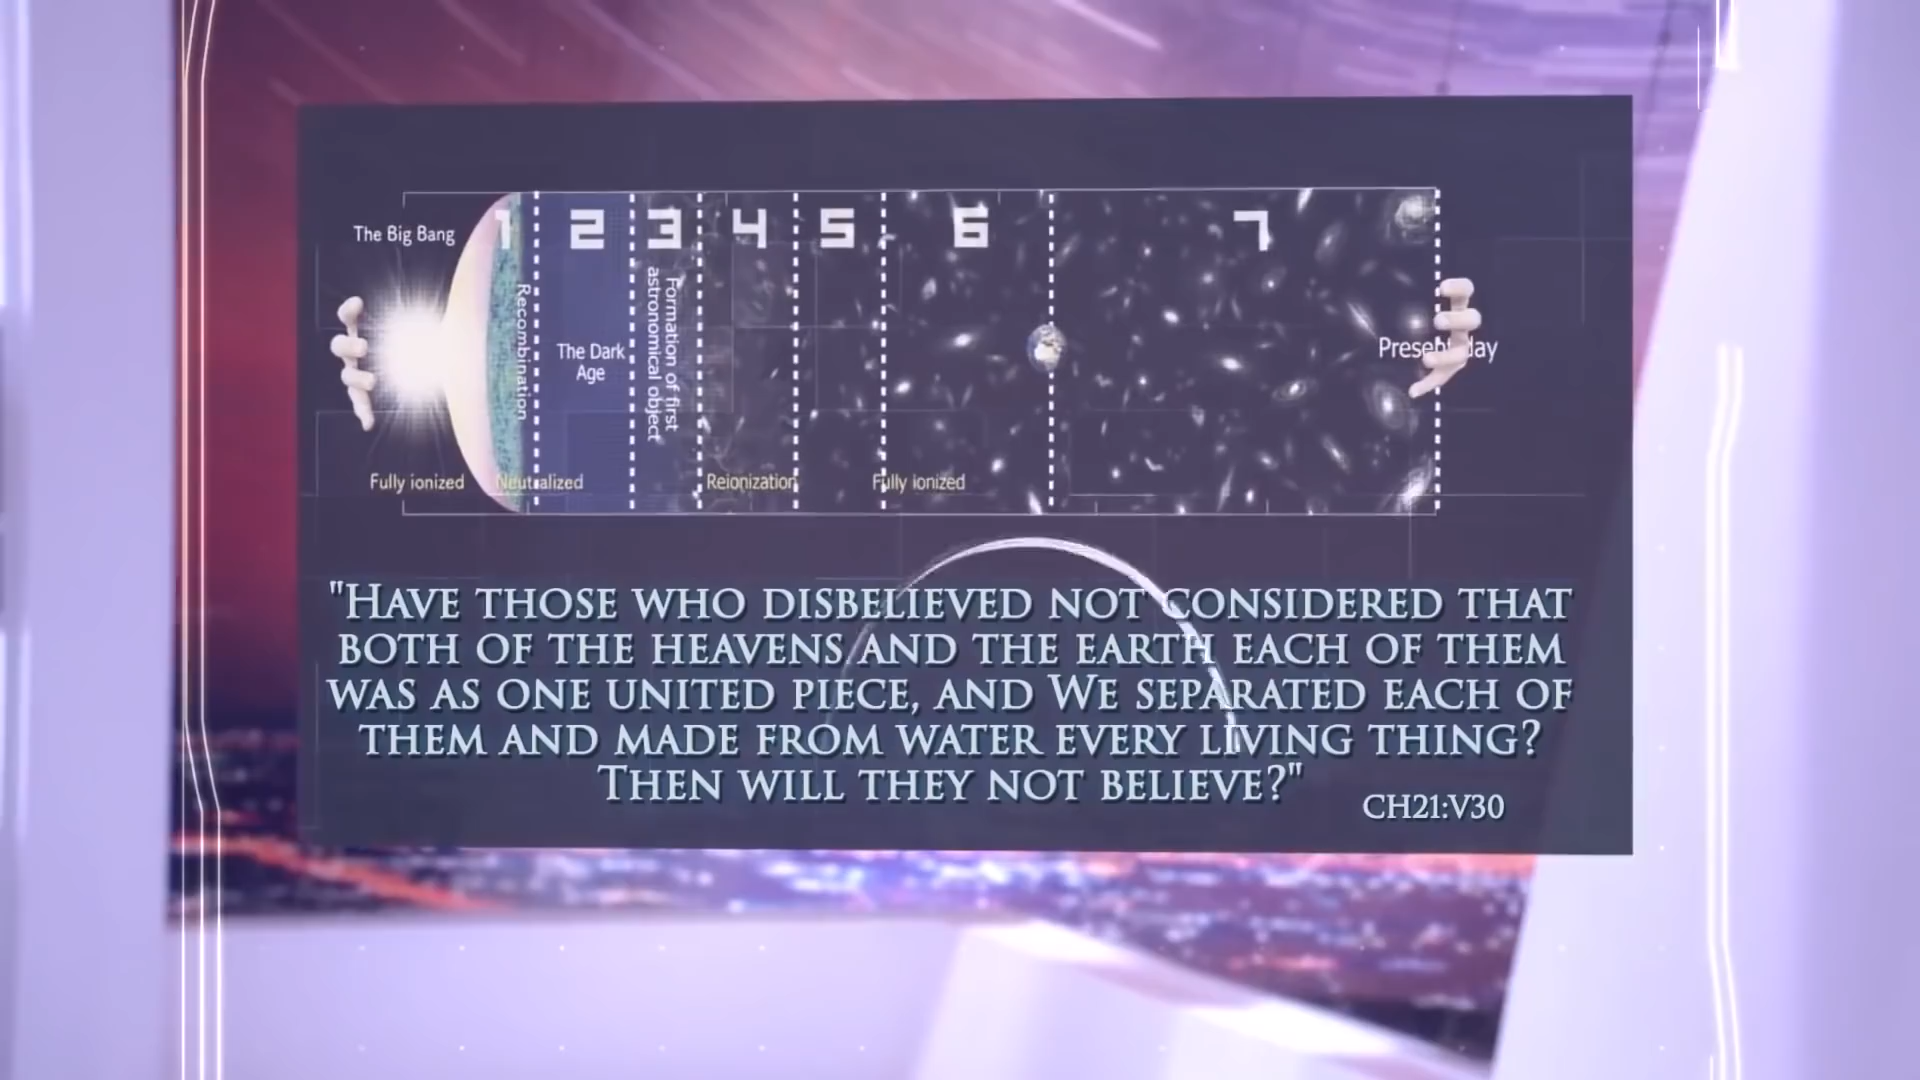 1 2 3 4 5 6 7
The Big Bang
Recombination
The Dark
Age
Formation of first
astronomical object
Present day
Fully ionized Neutralized Reionization Fully ionized
"HAVE THOSE WHO DISBELIEVED NOT CONSIDERED THAT
BOTH OF THE HEAVENS AND THE EARTH EACH OF THEM
WAS AS ONE UNITED PIECE, AND WE SEPARATED EACH OF
THEM AND MADE FROM WATER EVERY LIVING THING?
THEN WILL THEY NOT BELIEVE?"
CH21:V30